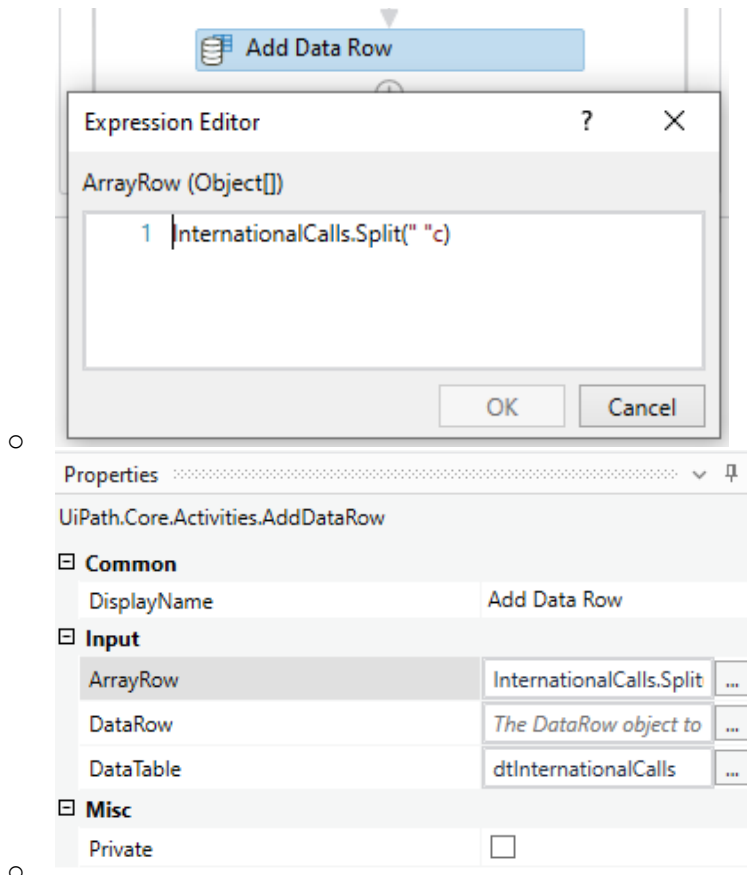 Add Data Row
Expression Editor ? ×
ArrayRow (Object[])
1 InternationalCalls.Split(" "c)
OK Cancel
Properties
UiPath.Core.Activities.AddDataRow
Common
DisplayName Add Data Row
Input
ArrayRow InternationalCalls.Split ...
DataRow The DataRow object to ...
DataTable dtInternationalCalls ...
Misc
Private